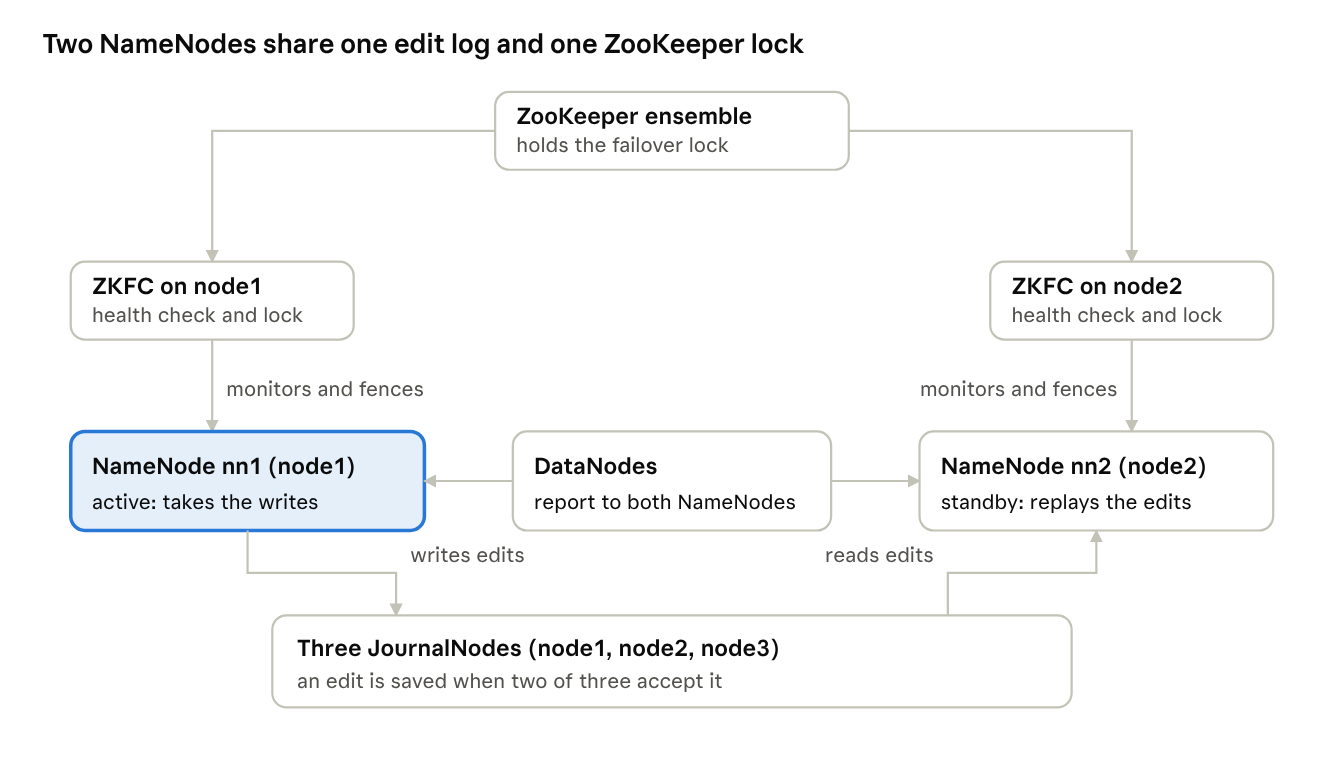 Two NameNodes share one edit log and one ZooKeeper lock
ZooKeeper ensemble
holds the failover lock
ZKFC on node1
health check and lock
ZKFC on node2
health check and lock
monitors and fences
monitors and fences
NameNode nn1 (node1)
active: takes the writes
DataNodes
report to both NameNodes
NameNode nn2 (node2)
standby: replays the edits
writes edits
reads edits
Three JournalNodes (node1, node2, node3)
an edit is saved when two of three accept it